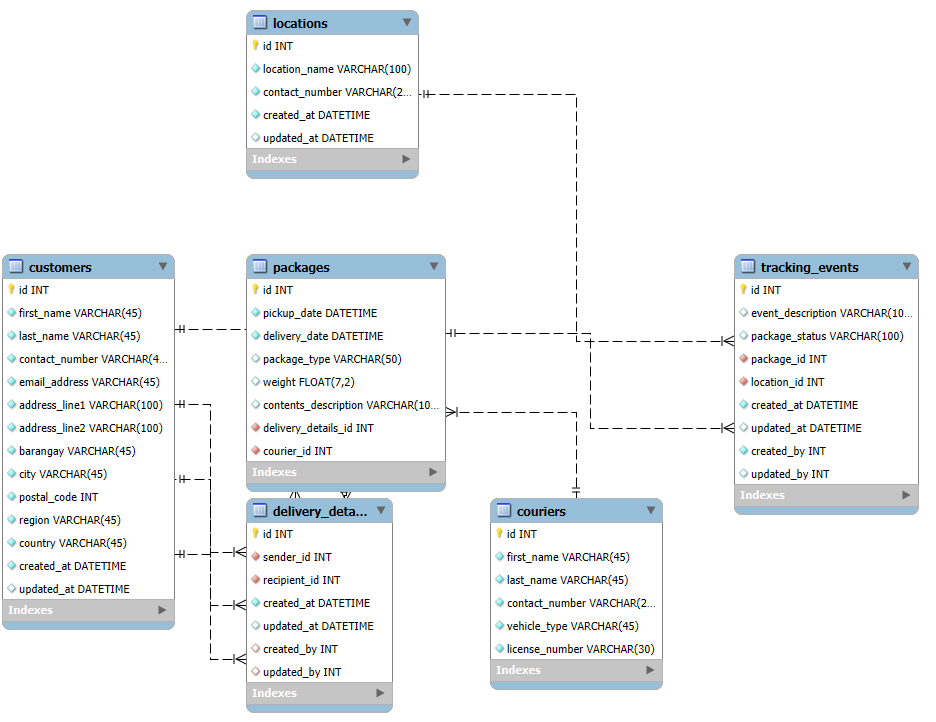 locations
id INT
location_name VARCHAR(100)
contact_number VARCHAR(2...
created_at DATETIME
updated_at DATETIME
Indexes
customers
id INT
first_name VARCHAR(45)
last_name VARCHAR(45)
contact_number VARCHAR(4...
email_address VARCHAR(45)
address_line1 VARCHAR(100)
address_line2 VARCHAR(100)
barangay VARCHAR(45)
city VARCHAR(45)
postal_code INT
region VARCHAR(45)
country VARCHAR(45)
created_at DATETIME
updated_at DATETIME
Indexes
packages
id INT
pickup_date DATETIME
delivery_date DATETIME
package_type VARCHAR(50)
weight FLOAT(7,2)
contents_description VARCHAR(10...
delivery_details_id INT
courier_id INT
Indexes
tracking_events
id INT
event_description VARCHAR(10...
package_status VARCHAR(100)
package_id INT
location_id INT
created_at DATETIME
updated_at DATETIME
created_by INT
updated_by INT
Indexes
delivery_deta...
id INT
sender_id INT
recipient_id INT
created_at DATETIME
updated_at DATETIME
created_by INT
updated_by INT
Indexes
couriers
id INT
first_name VARCHAR(45)
last_name VARCHAR(45)
contact_number VARCHAR(2...
vehicle_type VARCHAR(45)
license_number VARCHAR(30)
Indexes